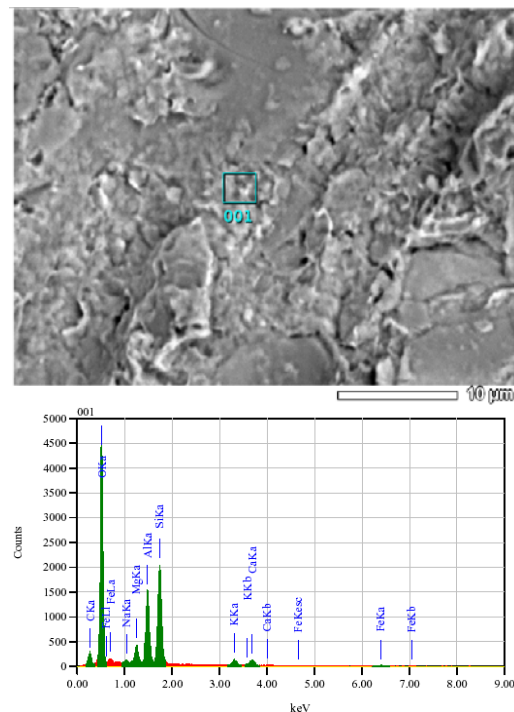 001
10 µm
001
5000
4500
4000
3500
3000
2500
2000
1500
1000
500
0
Counts
CKa
OKa
FeLl
FeLa
NaKa
MgKa
AlKa
SiKa
KKa
KKb
CaKa
CaKb
FeKesc
FeKa
FeKb
0.00 1.00 2.00 3.00 4.00 5.00 6.00 7.00 8.00 9.00
keV